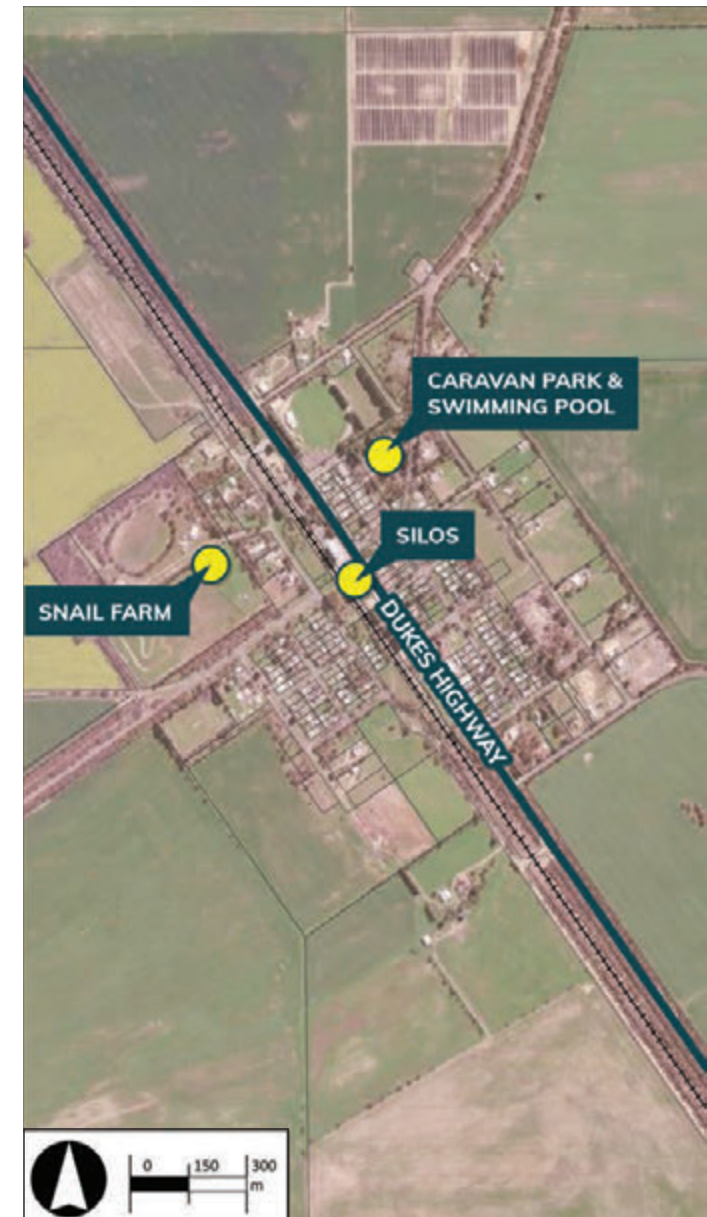 CARAVAN PARK &
SWIMMING POOL
SILOS
SNAIL FARM
DUKES HIGHWAY
0 150 300
m